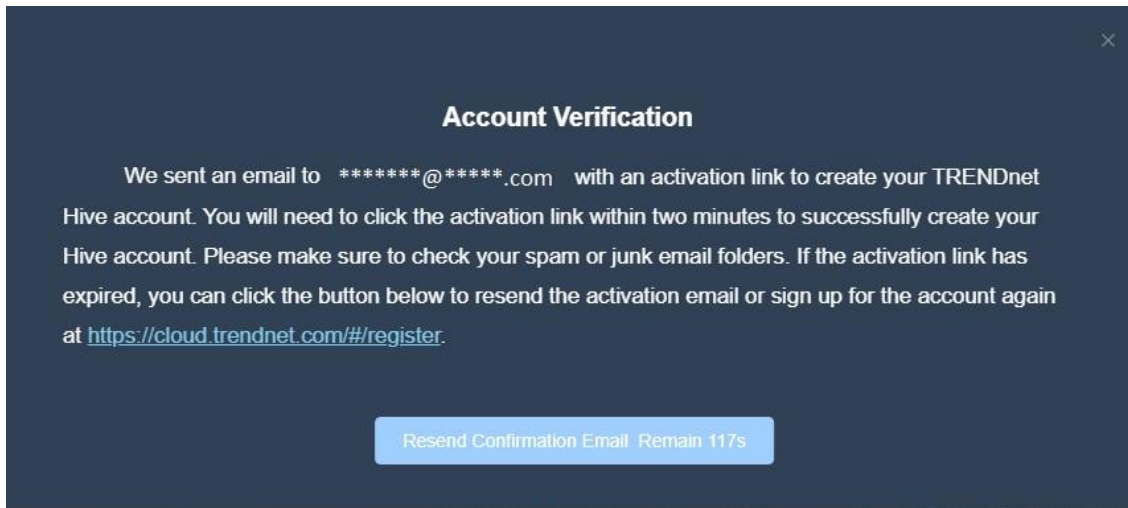 Account Verification
We sent an email to *******@*****.com with an activation link to create your TRENDnet
Hive account. You will need to click the activation link within two minutes to successfully create your
Hive account. Please make sure to check your spam or junk email folders. If the activation link has
expired, you can click the button below to resend the activation email or sign up for the account again
at https://cloud.trendnet.com/#/register.
Resend Confirmation Email Remain 117s